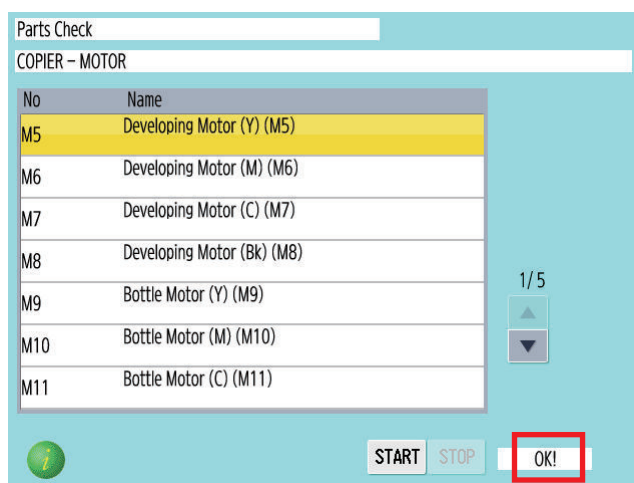 Parts Check
COPIER – MOTOR
No Name
M5 Developing Motor (Y) (M5)
M6 Developing Motor (M) (M6)
M7 Developing Motor (C) (M7)
M8 Developing Motor (Bk) (M8)
M9 Bottle Motor (Y) (M9)
M10 Bottle Motor (M) (M10)
M11 Bottle Motor (C) (M11)
1/5
START STOP OK!